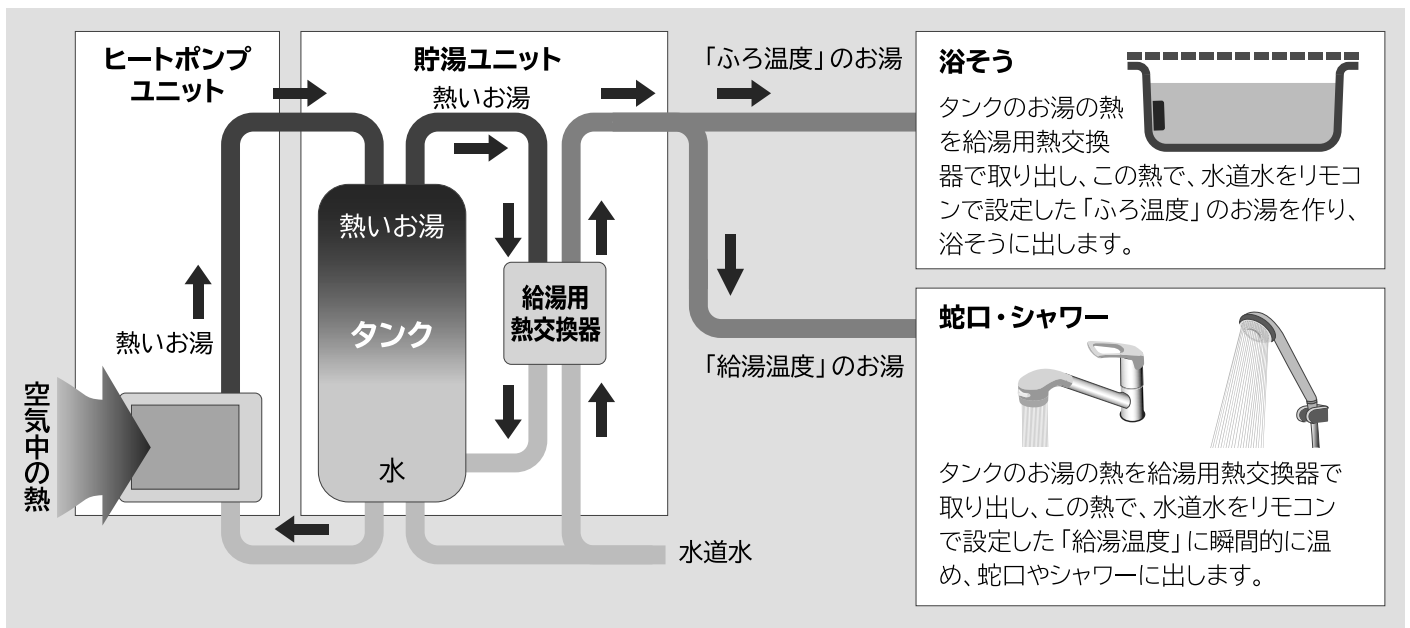 ヒートポンプ
ユニット
貯湯ユニット
熱いお湯
「ふろ温度」のお湯
熱いお湯
タンク
水
給湯用
熱交換器
熱いお湯
空気中の熱
「給湯温度」のお湯
水道水
浴そう
タンクのお湯の熱
を給湯用熱交換
器で取り出し、この熱で、水道水をリモコ
ンで設定した「ふろ温度」のお湯を作り、
浴そうに出します。
蛇口・シャワー
タンクのお湯の熱を給湯用熱交換器で
取り出し、この熱で、水道水をリモコン
で設定した「給湯温度」に瞬間的に温
め、蛇口やシャワーに出します。